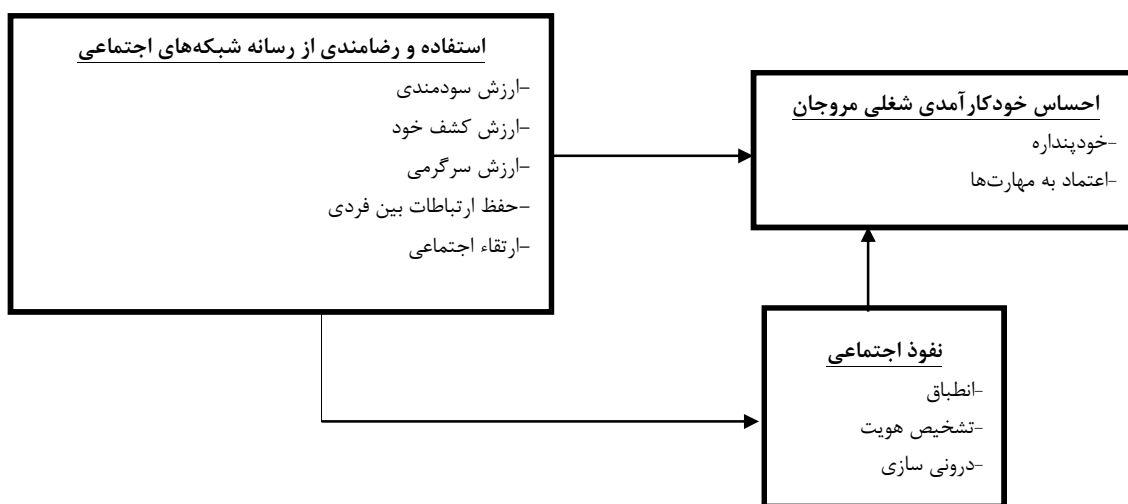 استفاده و رضامندی از رسانه شبکه‌های اجتماعی
-ارزش سودمندی
-ارزش کشف خود
-ارزش سرگرمی
-حفظ ارتباطات بین فردی
-ارتقاء اجتماعی
احساس خودکارآمدی شغلی مروجان
-خودپنداره
-اعتماد به مهارت‌ها
نفوذ اجتماعی
-انطباق
-تشخیص هویت
-درونی سازی